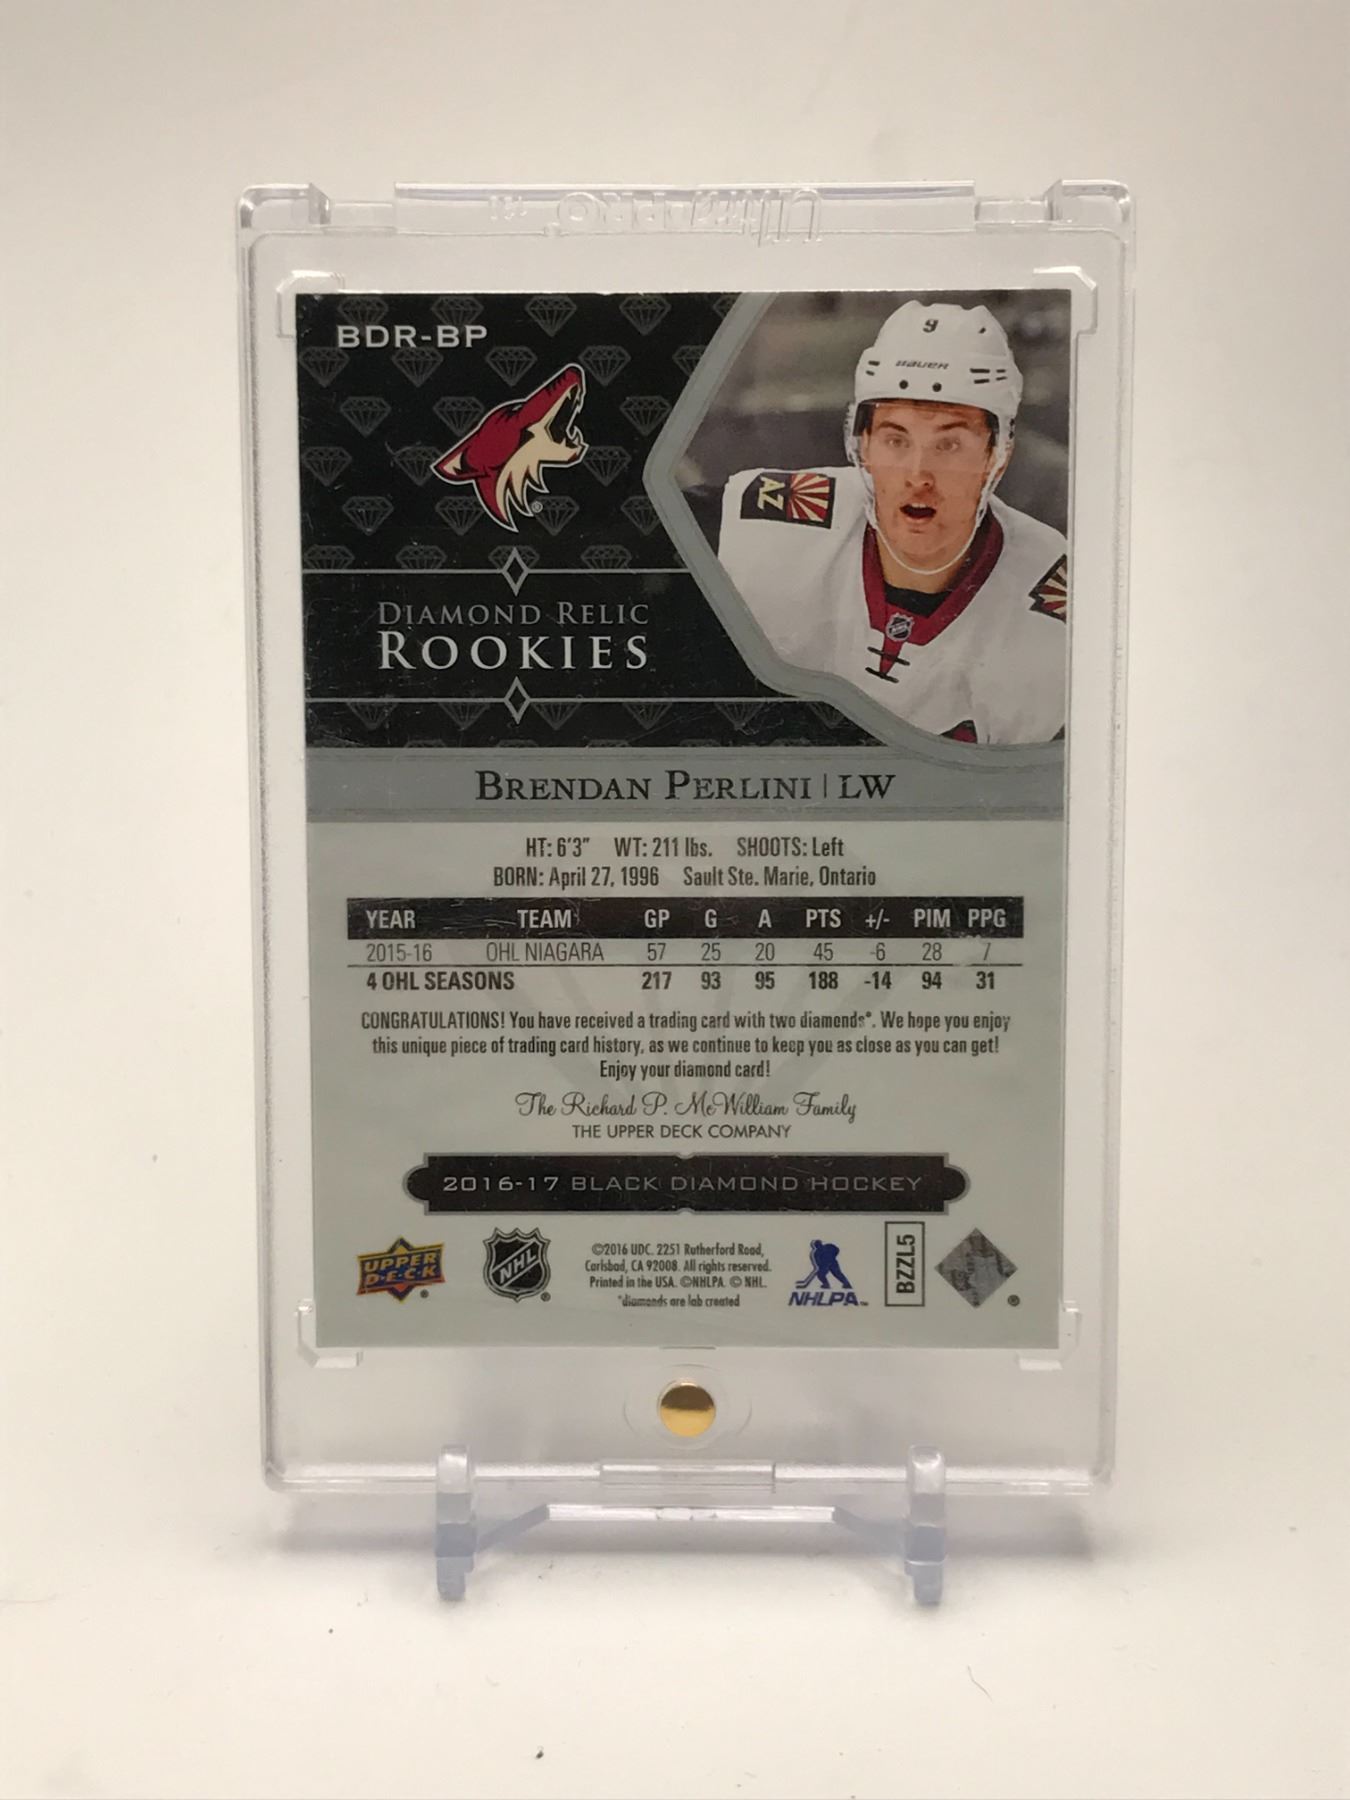 Ultra·PRO®
BDR-BP
®
DIAMOND RELIC
ROOKIES
9
BAUER
AZ
NHL
BRENDAN PERLINI | LW
HT: 6'3" WT: 211 lbs. SHOOTS: Left
BORN: April 27, 1996 Sault Ste. Marie, Ontario
YEAR TEAM GP G A PTS +/- PIM PPG
2015-16 OHL NIAGARA 57 25 20 45 -6 28 7
4 OHL SEASONS 217 93 95 188 -14 94 31
CONGRATULATIONS! You have received a trading card with two diamonds*. We hope you enjoy
this unique piece of trading card history, as we continue to keep you as close as you can get!
Enjoy your diamond card!
The Richard P. McWilliam Family
THE UPPER DECK COMPANY
2016-17 BLACK DIAMOND HOCKEY
UPPER
D·E·C·K
®
NHL
®
©2016 UDC. 2251 Rutherford Road,
Carlsbad, CA 92008. All rights reserved.
Printed in the USA. ©NHLPA. © NHL.
*diamonds are lab created
NHLPA™
BZZL5
®